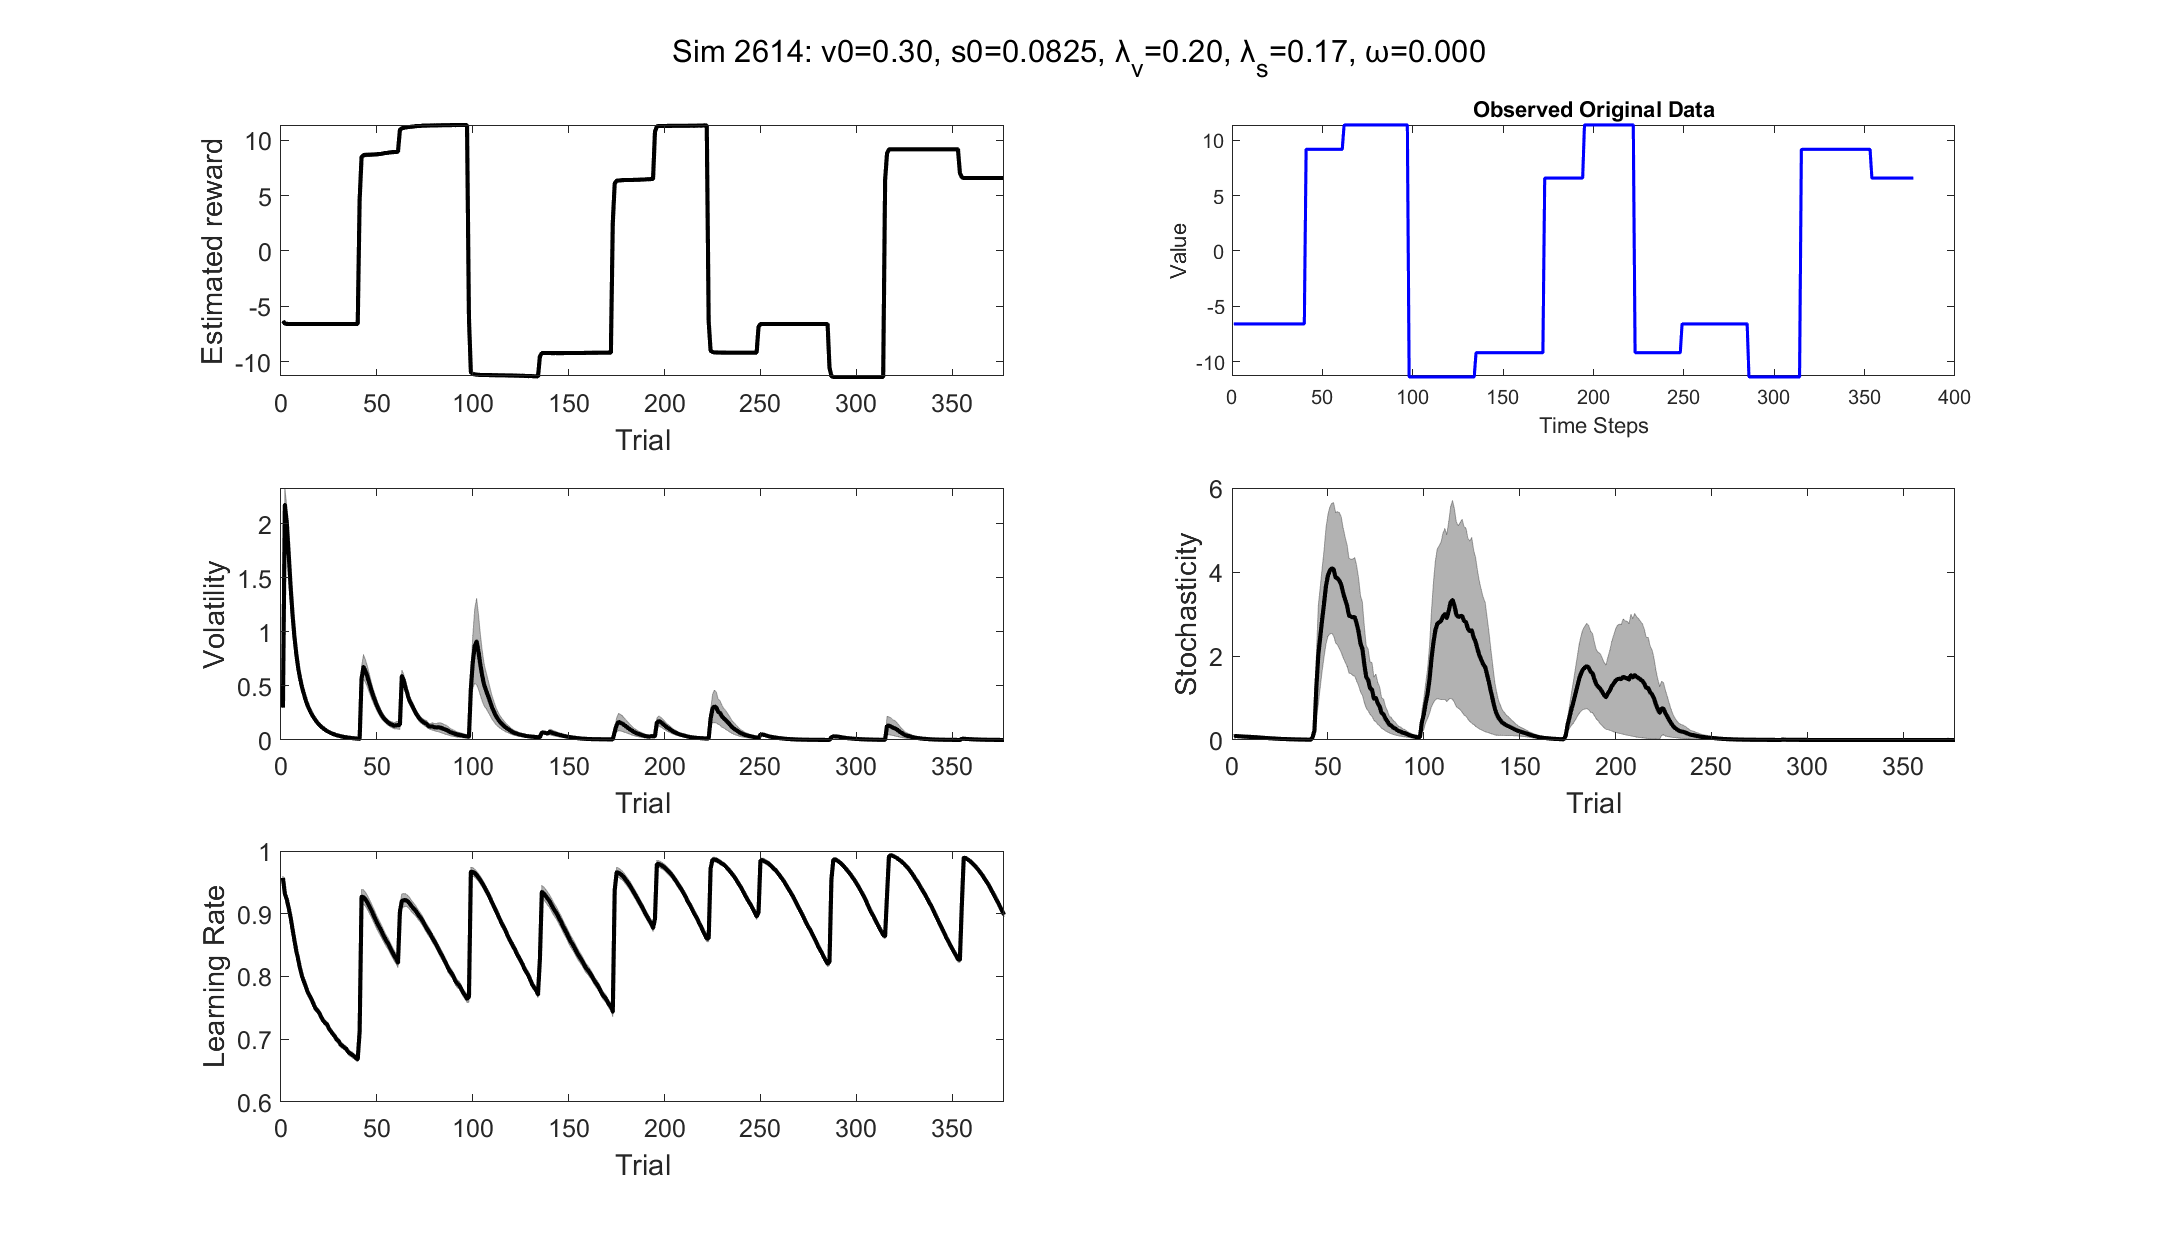 Sim 2614: v0=0.30, s0=0.0825, λ_v=0.20, λ_s=0.17, ω=0.000
Estimated reward
10
5
0
-5
-10
0 50 100 150 200 250 300 350
Trial
Observed Original Data
Value
10
5
0
-5
-10
0 50 100 150 200 250 300 350 400
Time Steps
Volatility
2
1.5
1
0.5
0
0 50 100 150 200 250 300 350
Trial
Stochasticity
6
4
2
0
0 50 100 150 200 250 300 350
Trial
Learning Rate
1
0.9
0.8
0.7
0.6
0 50 100 150 200 250 300 350
Trial